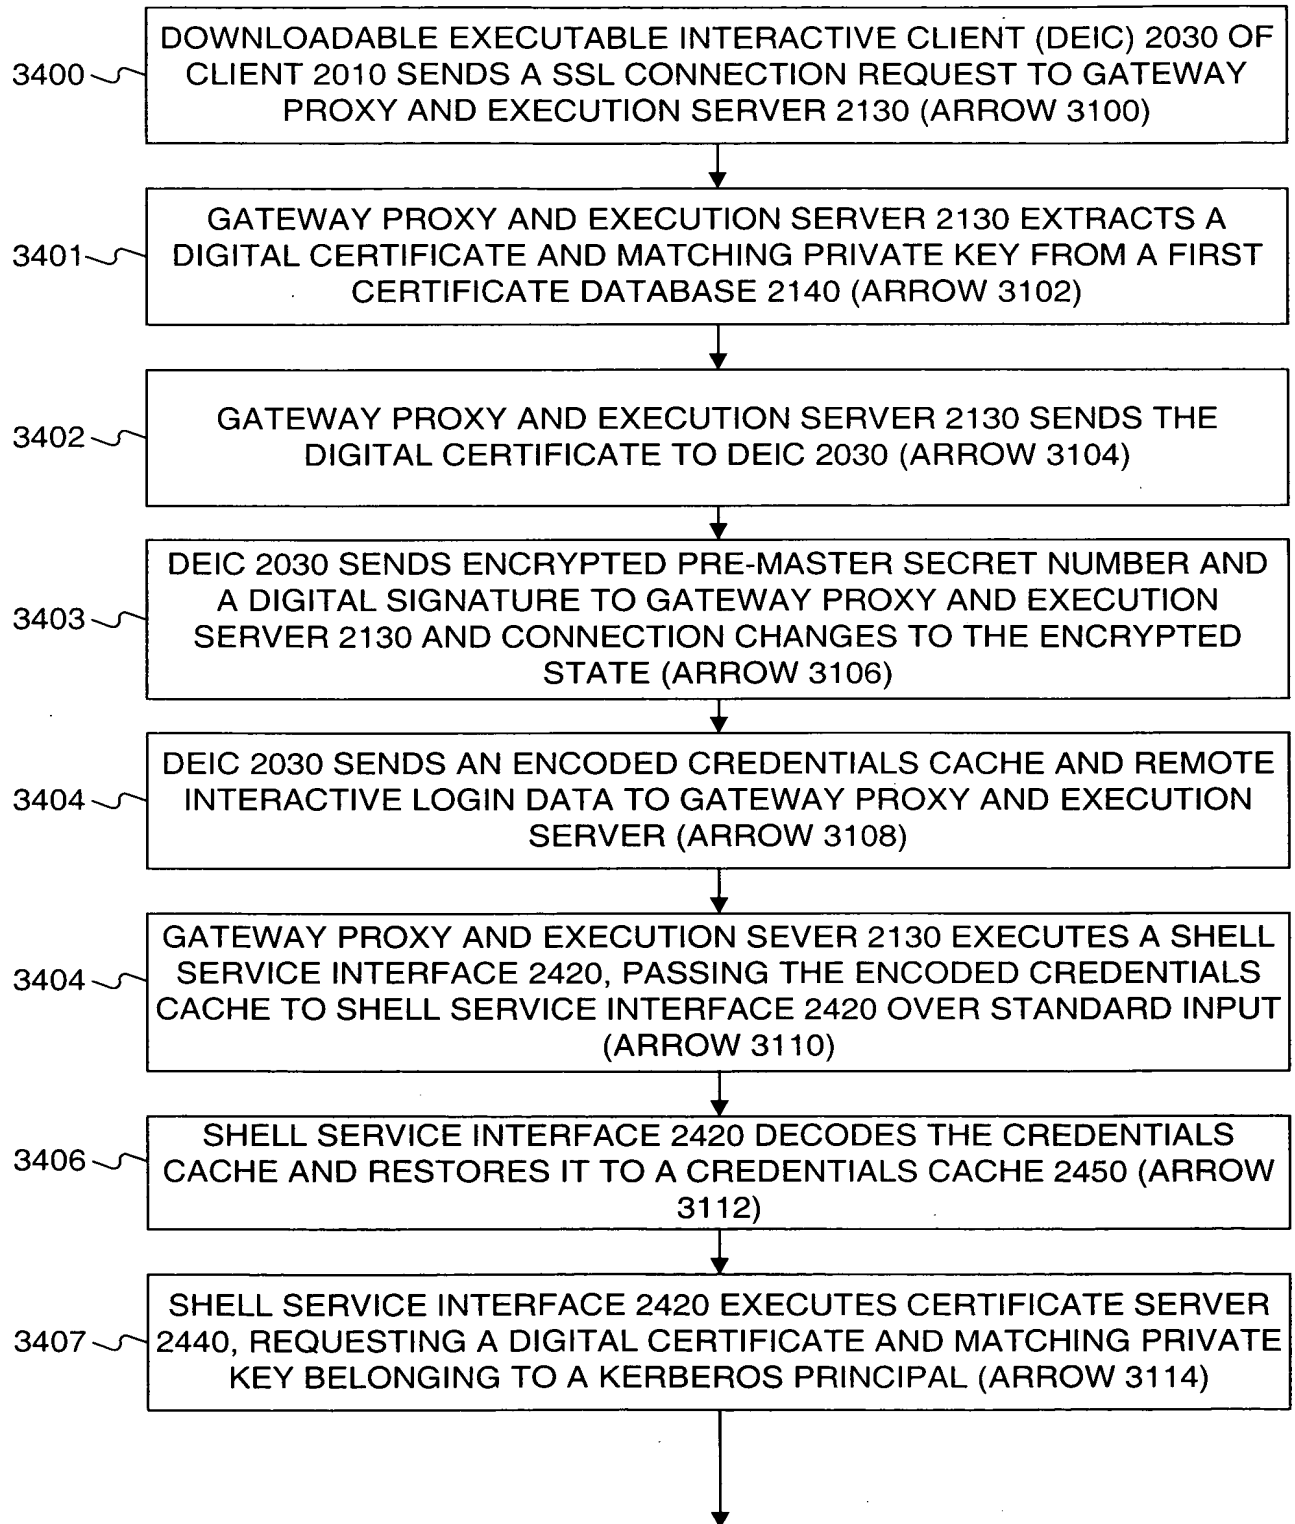 DOWNLOADABLE EXECUTABLE INTERACTIVE CLIENT (DEIC) 2030 OF
3400
CLIENT 2010 SENDS A SSL CONNECTION REQUEST TO GATEWAY
PROXY AND EXECUTION SERVER 2130 (ARROW 3100)
GATEWAY PROXY AND EXECUTION SERVER 2130 EXTRACTS A
3401
DIGITAL CERTIFICATE AND MATCHING PRIVATE KEY FROM A FIRST
CERTIFICATE DATABASE 2140 (ARROW 3102)
GATEWAY PROXY AND EXECUTION SERVER 2130 SENDS THE
3402
DIGITAL CERTIFICATE TO DEIC 2030 (ARROW 3104)
DEIC 2030 SENDS ENCRYPTED PRE-MASTER SECRET NUMBER AND
A DIGITAL SIGNATURE TO GATEWAY PROXY AND EXECUTION
3403
SERVER 2130 AND CONNECTION CHANGES TO THE ENCRYPTED
STATE (ARROW 3106)
DEIC 2030 SENDS AN ENCODED CREDENTIALS CACHE AND REMOTE
3404
INTERACTIVE LOGIN DATA TO GATEWAY PROXY AND EXECUTION
SERVER (ARROW 3108)
GATEWAY PROXY AND EXECUTION SEVER 2130 EXECUTES A SHELL
SERVICE INTERFACE 2420, PASSING THE ENCODED CREDENTIALS
3404
CACHE TO SHELL SERVICE INTERFACE 2420 OVER STANDARD INPUT
(ARROW 3110)
SHELL SERVICE INTERFACE 2420 DECODES THE CREDENTIALS
3406
CACHE AND RESTORES IT TO A CREDENTIALS CACHE 2450 (ARROW
3112)
SHELL SERVICE INTERFACE 2420 EXECUTES CERTIFICATE SERVER
3407
2440, REQUESTING A DIGITAL CERTIFICATE AND MATCHING PRIVATE
KEY BELONGING TO A KERBEROS PRINCIPAL (ARROW 3114)